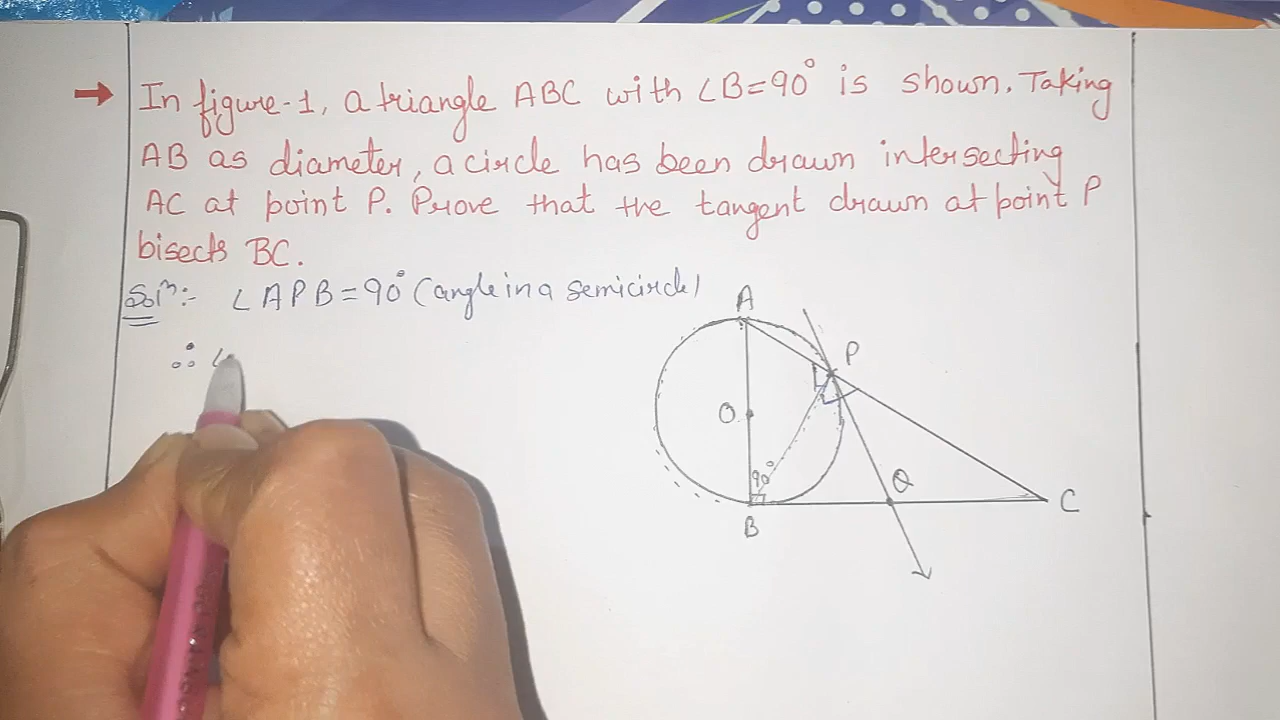 → In figure-1, a triangle ABC with ∠B=90° is shown. Taking
AB as diameter, a circle has been drawn intersecting
AC at point P. Prove that the tangent drawn at point P
bisects BC.
Solⁿ:- ∠APB=90° (angle in a semicircle)
∴ ∠
A
P
O
90°
Q
B
C